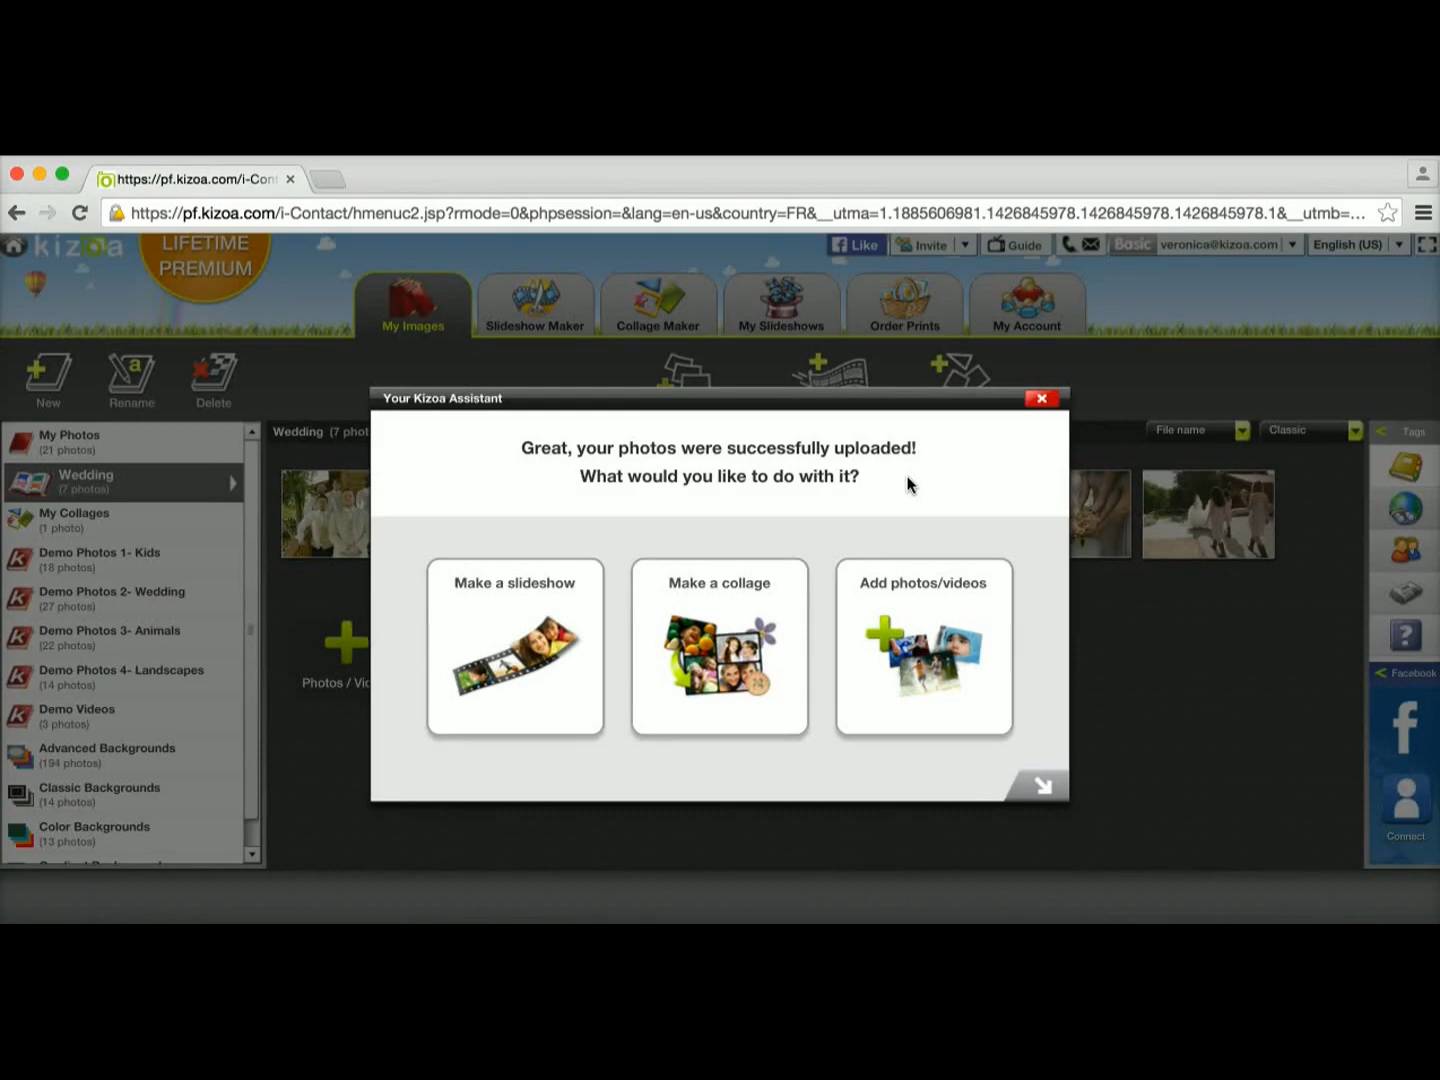 https://pf.kizoa.com/i-Con
https://pf.kizoa.com/i-Contact/hmenuc2.jsp?rmode=0&phpsession=&lang=en-us&country=FR&__utma=1.1885606981.1426845978.1426845978.1426845978.1&__utmb=...
kizoa
LIFETIME
PREMIUM
Like
Invite
Guide
Basic
veronica@kizoa.com
English (US)
My Images
Slideshow Maker
Collage Maker
My Slideshows
Order Prints
My Account
New
Rename
Delete
Your Kizoa Assistant
Great, your photos were successfully uploaded!
What would you like to do with it?
Make a slideshow
Make a collage
Add photos/videos
My Photos
(21 photos)
Wedding
(7 photos)
My Collages
(1 photo)
Demo Photos 1- Kids
(18 photos)
Demo Photos 2- Wedding
(27 photos)
Demo Photos 3- Animals
(22 photos)
Demo Photos 4- Landscapes
(14 photos)
Demo Videos
(3 photos)
Advanced Backgrounds
(194 photos)
Classic Backgrounds
(14 photos)
Color Backgrounds
(13 photos)
Wedding (7 phot
Photos / Vid
File name
Classic
Tags
Facebook
Connect